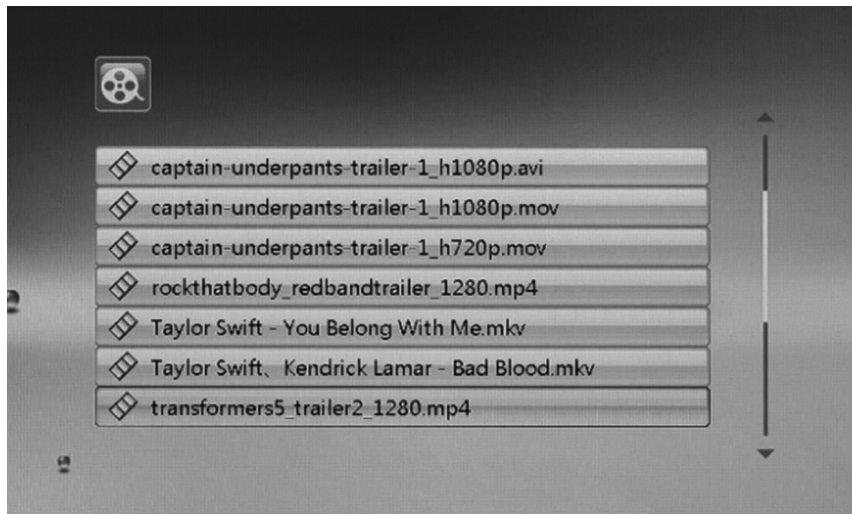 captain-underpants-trailer-1_h1080p.avi
captain-underpants-trailer-1_h1080p.mov
captain-underpants-trailer-1_h720p.mov
rockthatbody_redbandtrailer_1280.mp4
Taylor Swift - You Belong With Me.mkv
Taylor Swift、Kendrick Lamar - Bad Blood.mkv
transformers5_trailer2_1280.mp4